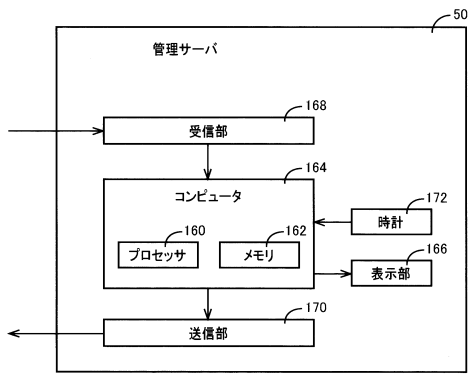 50
管理サーバ
168
受信部
164
コンピュータ
172
時計
160
プロセッサ
162
メモリ
166
表示部
170
送信部